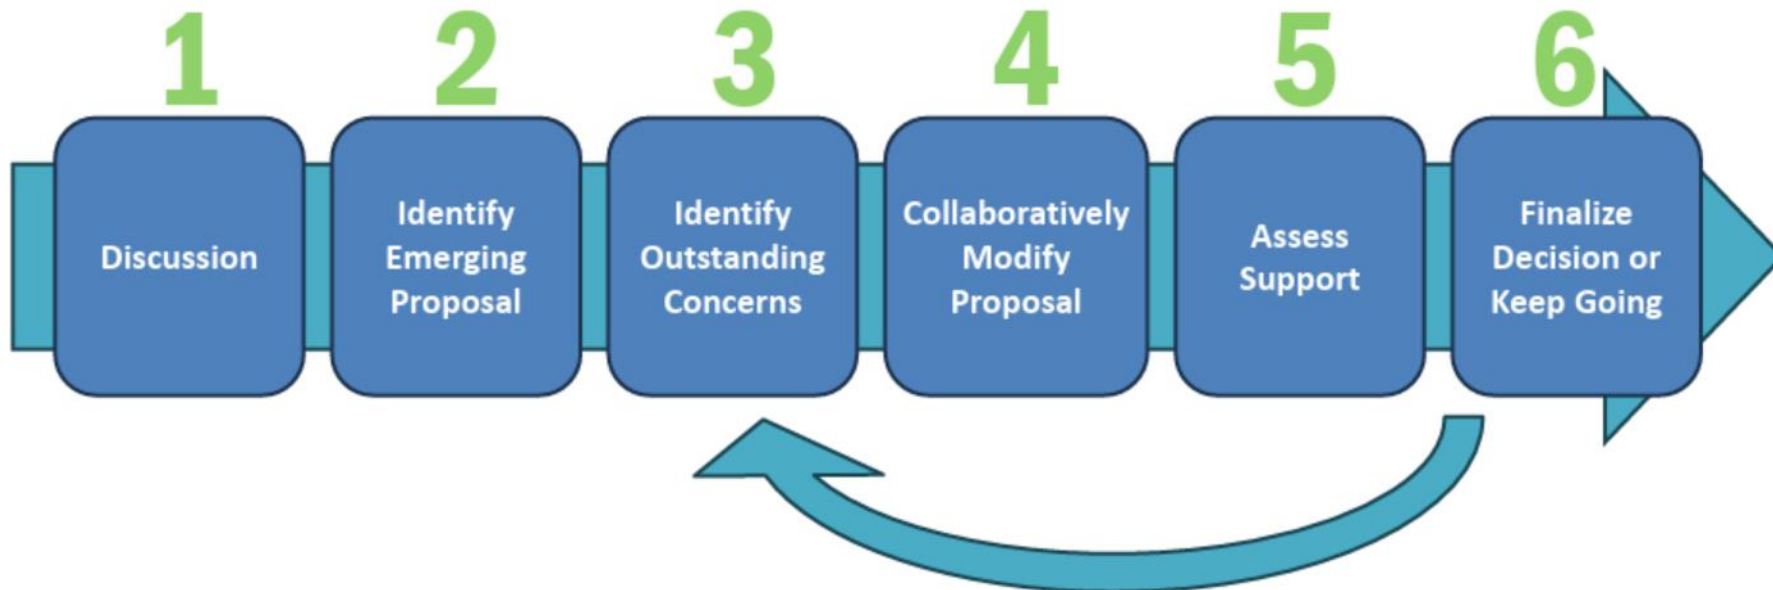 1
2
3
4
5
6
Discussion
Identify
Emerging
Proposal
Identify
Outstanding
Concerns
Collaboratively
Modify
Proposal
Assess
Support
Finalize
Decision or
Keep Going